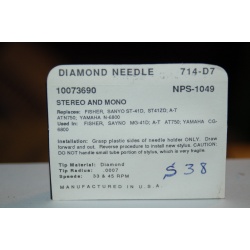 DIAMOND NEEDLE 714-D7
10073690 NPS-1049
STEREO AND MONO
Replaces: FISHER, SANYO ST-41D, ST412D; A-T
ATN750, YAMAHA N-6800
Used In: FISHER, SAYNO MG-41D; A-T AT750; YAMAHA CG-
6800
Installation: Grasp plastic sides of needle holder ONLY. Draw
forward and out. Reverse procedure to install new stylus.
DO NOT handle small tube portion of stylus, which is very fragile.
Tip Material: Diamond
Tip Radius: .0007
Speeds: 33 & 45 RPM
MANUFACTURED IN U.S.A.
$38